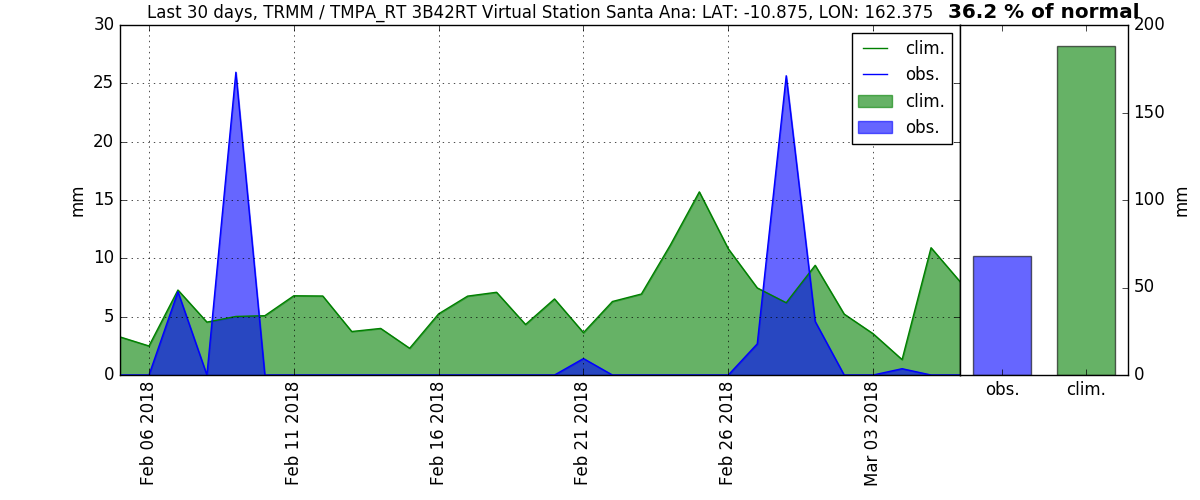 Last 30 days, TRMM / TMPA_RT 3B42RT Virtual Station Santa Ana: LAT: -10.875, LON: 162.375
36.2 % of normal
clim.
obs.
clim.
obs.
30
25
20
15
10
5
0
mm
Feb 06 2018
Feb 11 2018
Feb 16 2018
Feb 21 2018
Feb 26 2018
Mar 03 2018
200
150
100
50
0
mm
obs.
clim.